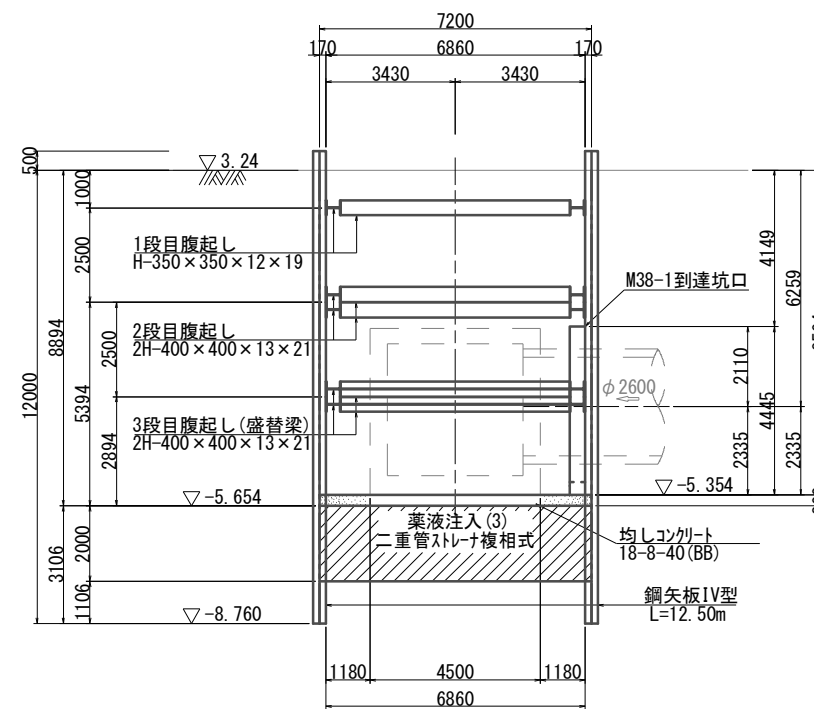 7200
170 6860 170
3430 3430
500
▽3.24
1000
2500
1段目腹起し
H-350×350×12×19
4149
6259
M38-1到達坑口
8894
12000
2500
5394
2894
2段目腹起し
2H-400×400×13×21
φ2600
2110
4445
3段目腹起し(盛替梁)
2H-400×400×13×21
2335
2335
▽-5.654
▽-5.354
薬液注入(3)
二重管ストレーナ複相式
均しコンクリート
18-8-40(BB)
3106
2000
1106
▽-8.760
鋼矢板IV型
L=12.50m
1180 4500 1180
6860